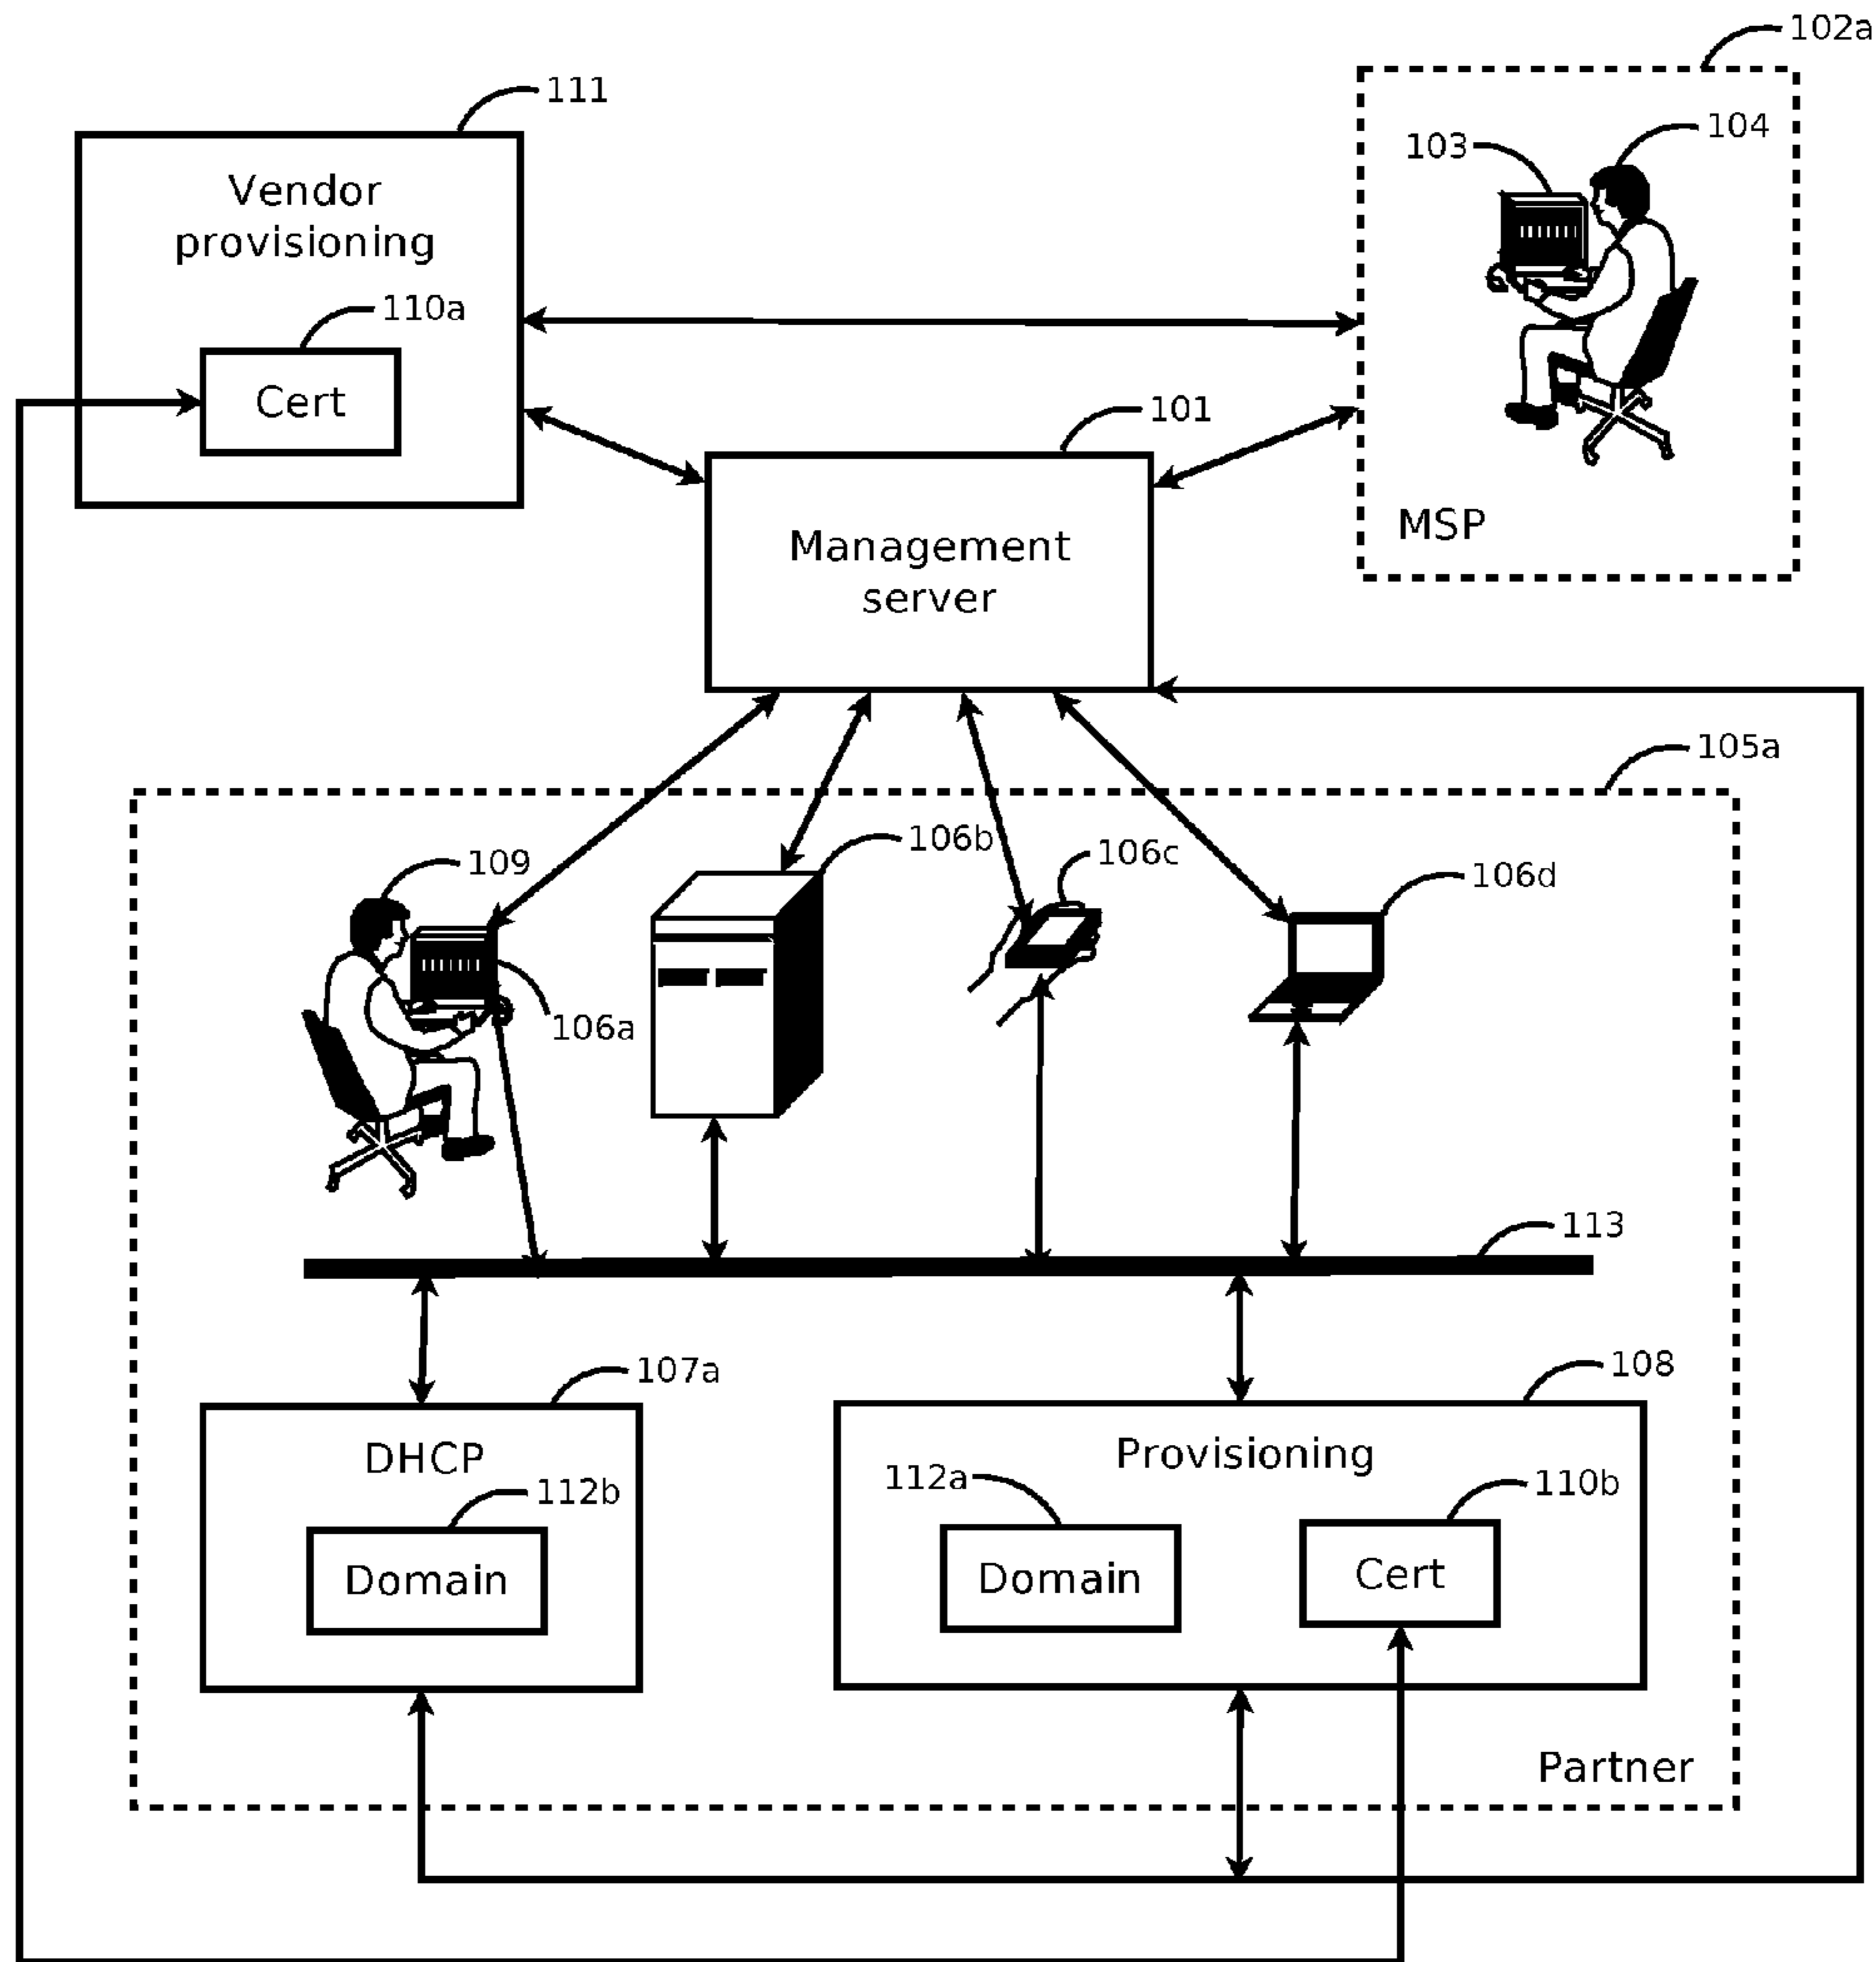 102a
111
104
103
Vendor
provisioning
110a
Cert
101
MSP
Management
server
105a
106b
106c
109
106d
106a
113
107a
108
DHCP
Provisioning
112a
110b
112b
Domain
Domain
Cert
Partner